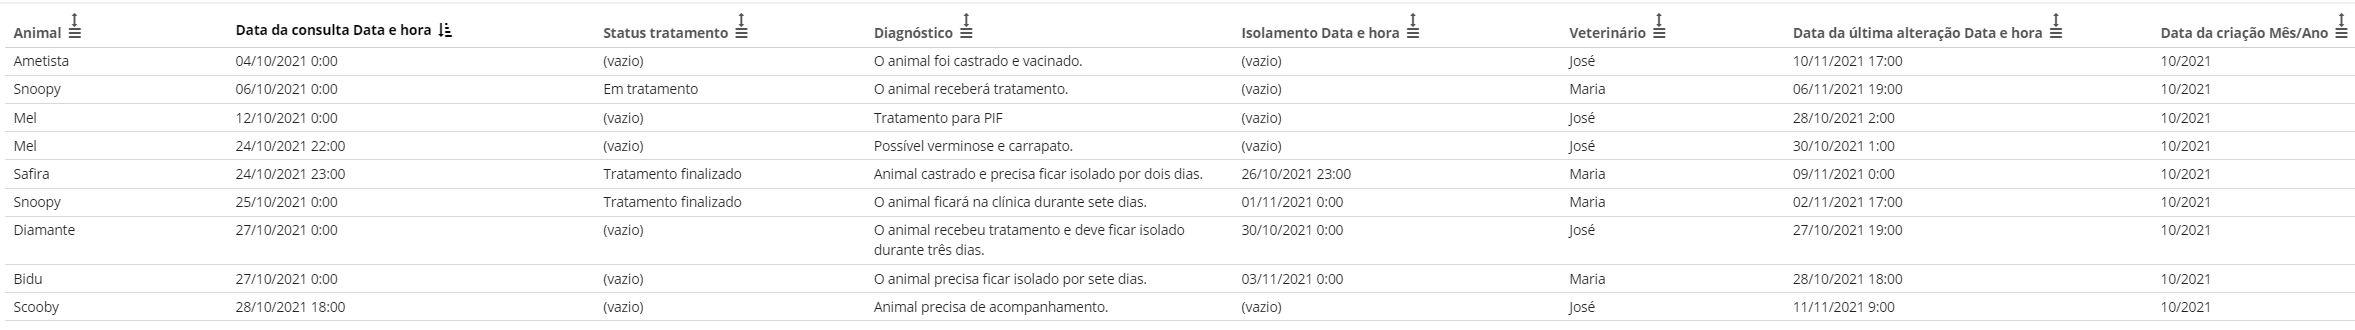 Animal Data da consulta Data e hora Status tratamento Diagnóstico Isolamento Data e hora Veterinário Data da última alteração Data e hora Data da criação Mês/Ano
Ametista 04/10/2021 0:00 (vazio) O animal foi castrado e vacinado. (vazio) José 10/11/2021 17:00 10/2021
Snoopy 06/10/2021 0:00 Em tratamento O animal receberá tratamento. (vazio) Maria 06/11/2021 19:00 10/2021
Mel 12/10/2021 0:00 (vazio) Tratamento para PIF (vazio) José 28/10/2021 2:00 10/2021
Mel 24/10/2021 22:00 (vazio) Possível verminose e carrapato. (vazio) José 30/10/2021 1:00 10/2021
Safira 24/10/2021 23:00 Tratamento finalizado Animal castrado e precisa ficar isolado por dois dias. 26/10/2021 23:00 Maria 09/11/2021 0:00 10/2021
Snoopy 25/10/2021 0:00 Tratamento finalizado O animal ficará na clínica durante sete dias. 01/11/2021 0:00 Maria 02/11/2021 17:00 10/2021
Diamante 27/10/2021 0:00 (vazio) O animal recebeu tratamento e deve ficar isolado 30/10/2021 0:00 José 27/10/2021 19:00 10/2021
durante três dias.
Bidu 27/10/2021 0:00 (vazio) O animal precisa ficar isolado por sete dias. 03/11/2021 0:00 Maria 28/10/2021 18:00 10/2021
Scooby 28/10/2021 18:00 (vazio) Animal precisa de acompanhamento. (vazio) José 11/11/2021 9:00 10/2021